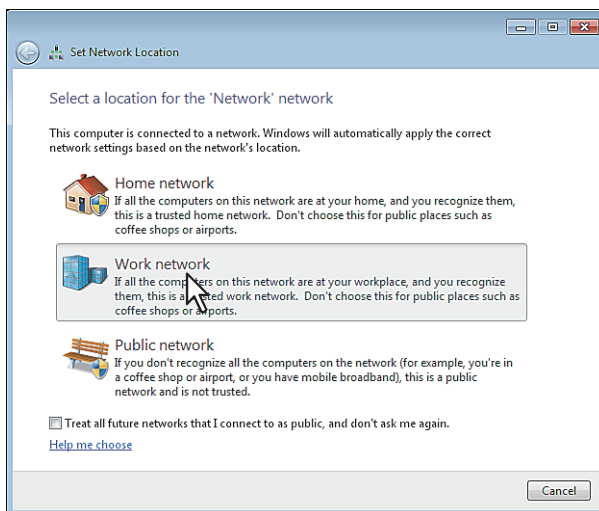 Set Network Location
Select a location for the 'Network' network
This computer is connected to a network. Windows will automatically apply the correct
network settings based on the network's location.
Home network
If all the computers on this network are at your home, and you recognize them,
this is a trusted home network. Don't choose this for public places such as
coffee shops or airports.
Work network
If all the computers on this network are at your workplace, and you recognize
them, this is a trusted work network. Don't choose this for public places such as
coffee shops or airports.
Public network
If you don't recognize all the computers on the network (for example, you're in
a coffee shop or airport, or you have mobile broadband), this is a public
network and is not trusted.
Treat all future networks that I connect to as public, and don't ask me again.
Help me choose
Cancel